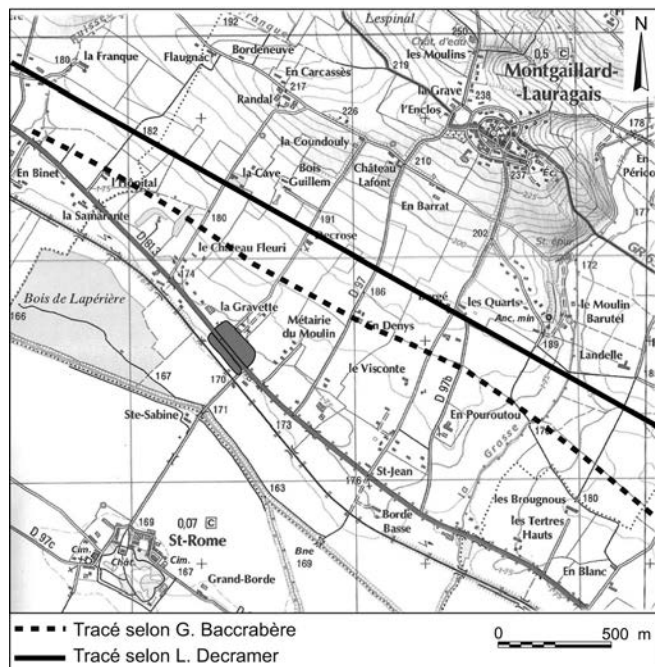 192
Lespinal
250
Chât. d'eau
les Moulins
0,5 C
N
la Franque
180
Flaugnac
Bordeneuve
219
Montgaillard-
-Lauragais
En Carcassès
217
Randal
la Grave
l'Enclos
238
226
182
la Coundouly
178
210
237
Ec.
la Cave
Bois
Guillem
Château
Lafont
En Binet
l'Hôpital
En Barrat
177
la Samarante
180
191
202
le Château Fleuri
D 813
172
174
D 97
186
Bois de Lapérière
la Gravette
les Quarts
le Moulin
Barutel
166
Métairie
du Moulin
En Denys
Anc. min
189
Landelle
170
le Visconte
D 97b
167
Ste-Sabine
171
173
En Pouroutou
Grasse
St-Jean
176
la
163
les Brougnous
180
les Tertres
Hauts
169
0,07 C
Borde
Basse
D 97c
St-Rome
Cim.
Chât.
Cim.
167
Bne
169
Grand-Borde
En Blanc
Tracé selon G. Baccrabère
Tracé selon L. Decramer
0 500 m